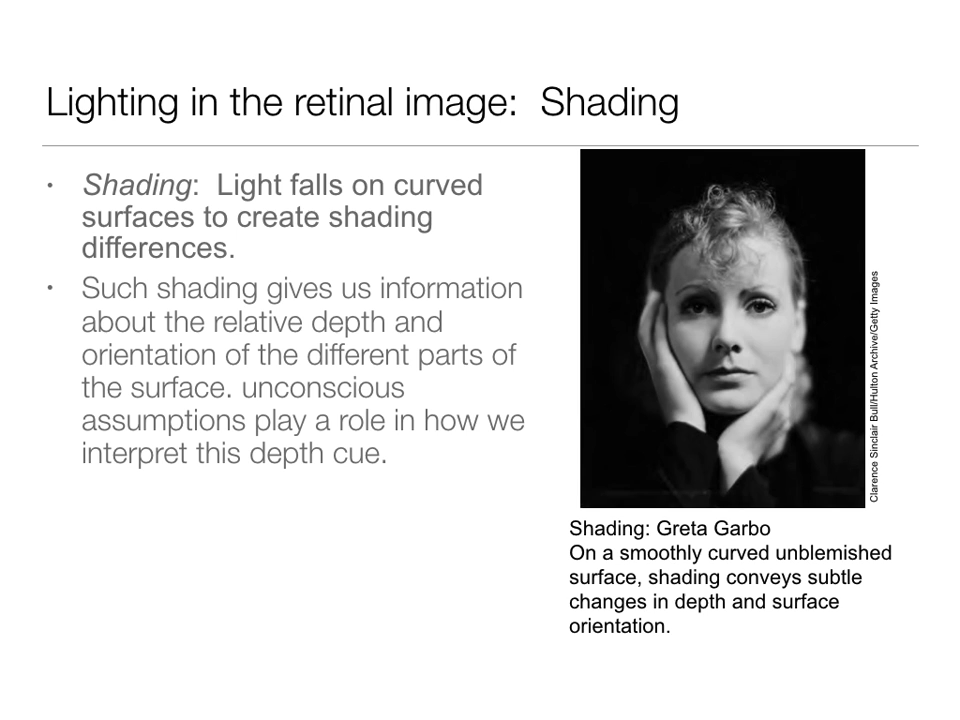 Lighting in the retinal image:  Shading
• Shading:  Light falls on curved
surfaces to create shading
differences.
• Such shading gives us information
about the relative depth and
orientation of the different parts of
the surface. unconscious
assumptions play a role in how we
interpret this depth cue.
Clarence Sinclair Bull/Hulton Archive/Getty Images
Shading: Greta Garbo
On a smoothly curved unblemished
surface, shading conveys subtle
changes in depth and surface
orientation.